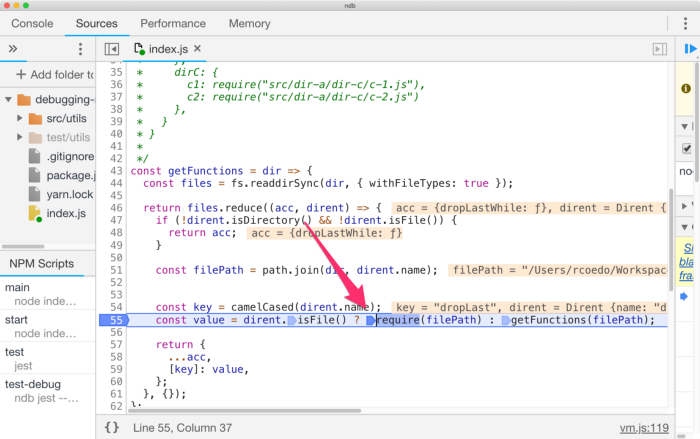 ndb
Console Sources Performance Memory
index.js
Add folder to
debugging-
src/utils
test/utils
.gitignore
package.j
yarn.lock
index.js
NPM Scripts
main
node inde…
start
node inde…
test
jest
test-debug
ndb jest --…
35 * dirC: {
36 * c1: require("src/dir-a/dir-c/c-1.js"),
37 * c2: require("src/dir-a/dir-c/c-2.js")
38 * },
39 * }
40 * }
41 *
42 */
43 const getFunctions = dir => {
44 const files = fs.readdirSync(dir, { withFileTypes: true });
45
46 return files.reduce((acc, dirent) => { acc = {dropLastWhile: ƒ}, dirent = Dirent {
47 if (!dirent.isDirectory() && !dirent.isFile()) {
48 return acc; acc = {dropLastWhile: ƒ}
49 }
50
51 const filePath = path.join(dir, dirent.name); filePath = "/Users/rcoedo/Workspac
52
53
54 const key = camelCased(dirent.name); key = "dropLast", dirent = Dirent {name: "d
55 const value = dirent.isFile() ? require(filePath) : getFunctions(filePath);
56
57 return {
58 ...acc,
59 [key]: value,
60 };
61 }, {});
62 };
{} Line 55, Column 37 vm.js:119
no
Si
bla
fra